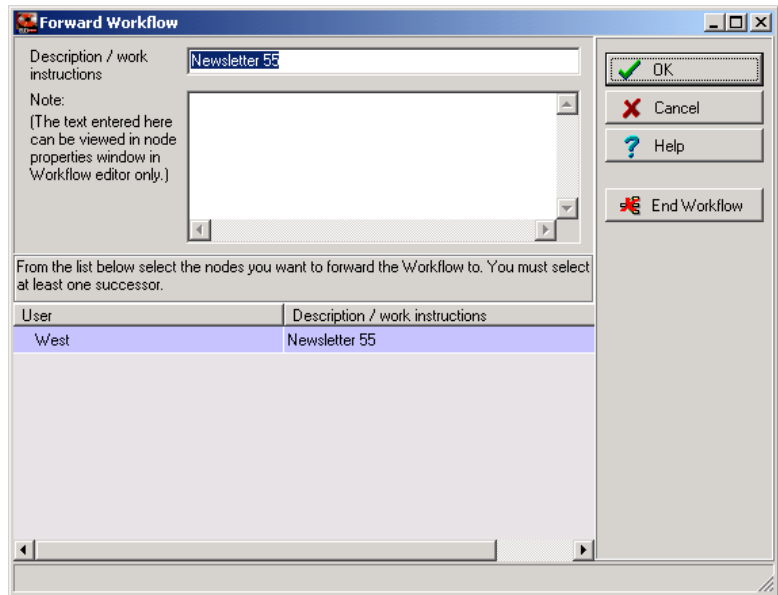 Forward Workflow
Description / work
instructions
Newsletter 55
Note:
(The text entered here
can be viewed in node
properties window in
Workflow editor only.)
OK
Cancel
Help
End Workflow
From the list below select the nodes you want to forward the Workflow to. You must select
at least one successor.
User Description / work instructions
West Newsletter 55